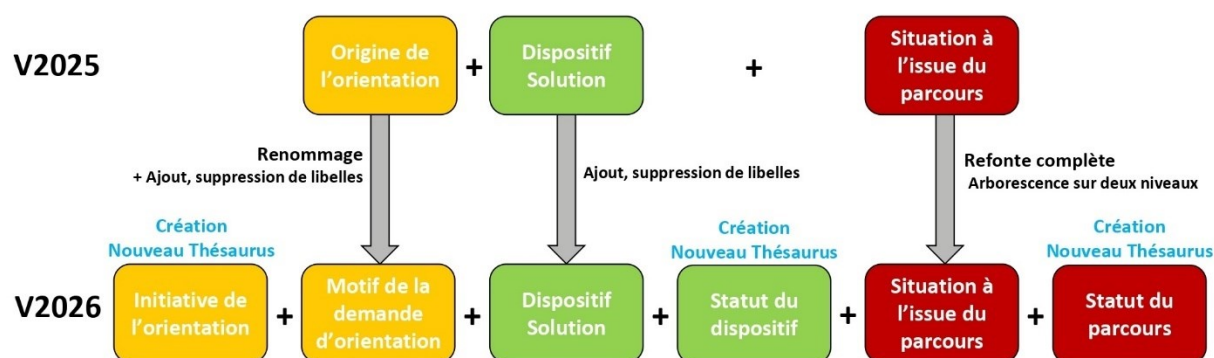 V2025
Origine de
l'orientation
+
Dispositif
Solution
+
Situation à
l'issue du
parcours
Renommage
+ Ajout, suppression de libelles
Ajout, suppression de libelles
Refonte complète
Arborescence sur deux niveaux
Création
Nouveau Thésaurus
Création
Nouveau Thésaurus
Création
Nouveau Thésaurus
V2026
Initiative de
l'orientation
+
Motif de la
demande
d'orientation
+
Dispositif
Solution
+
Statut du
dispositif
+
Situation à
l'issue du
parcours
+
Statut du
parcours